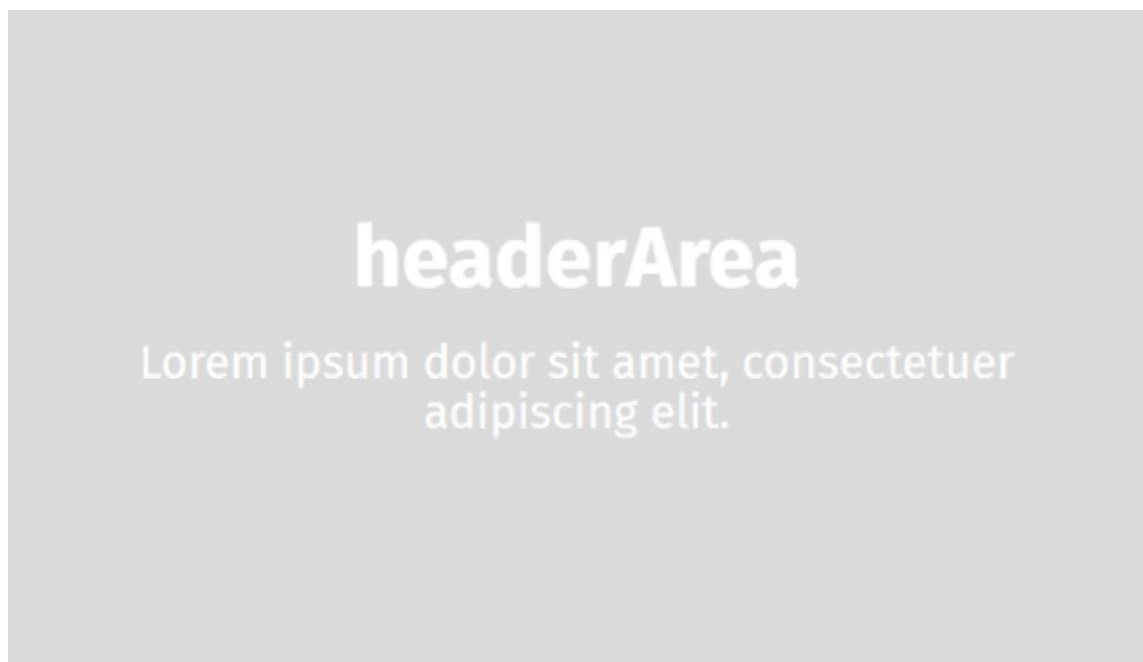 headerArea
Lorem ipsum dolor sit amet, consectetuer
adipiscing elit.